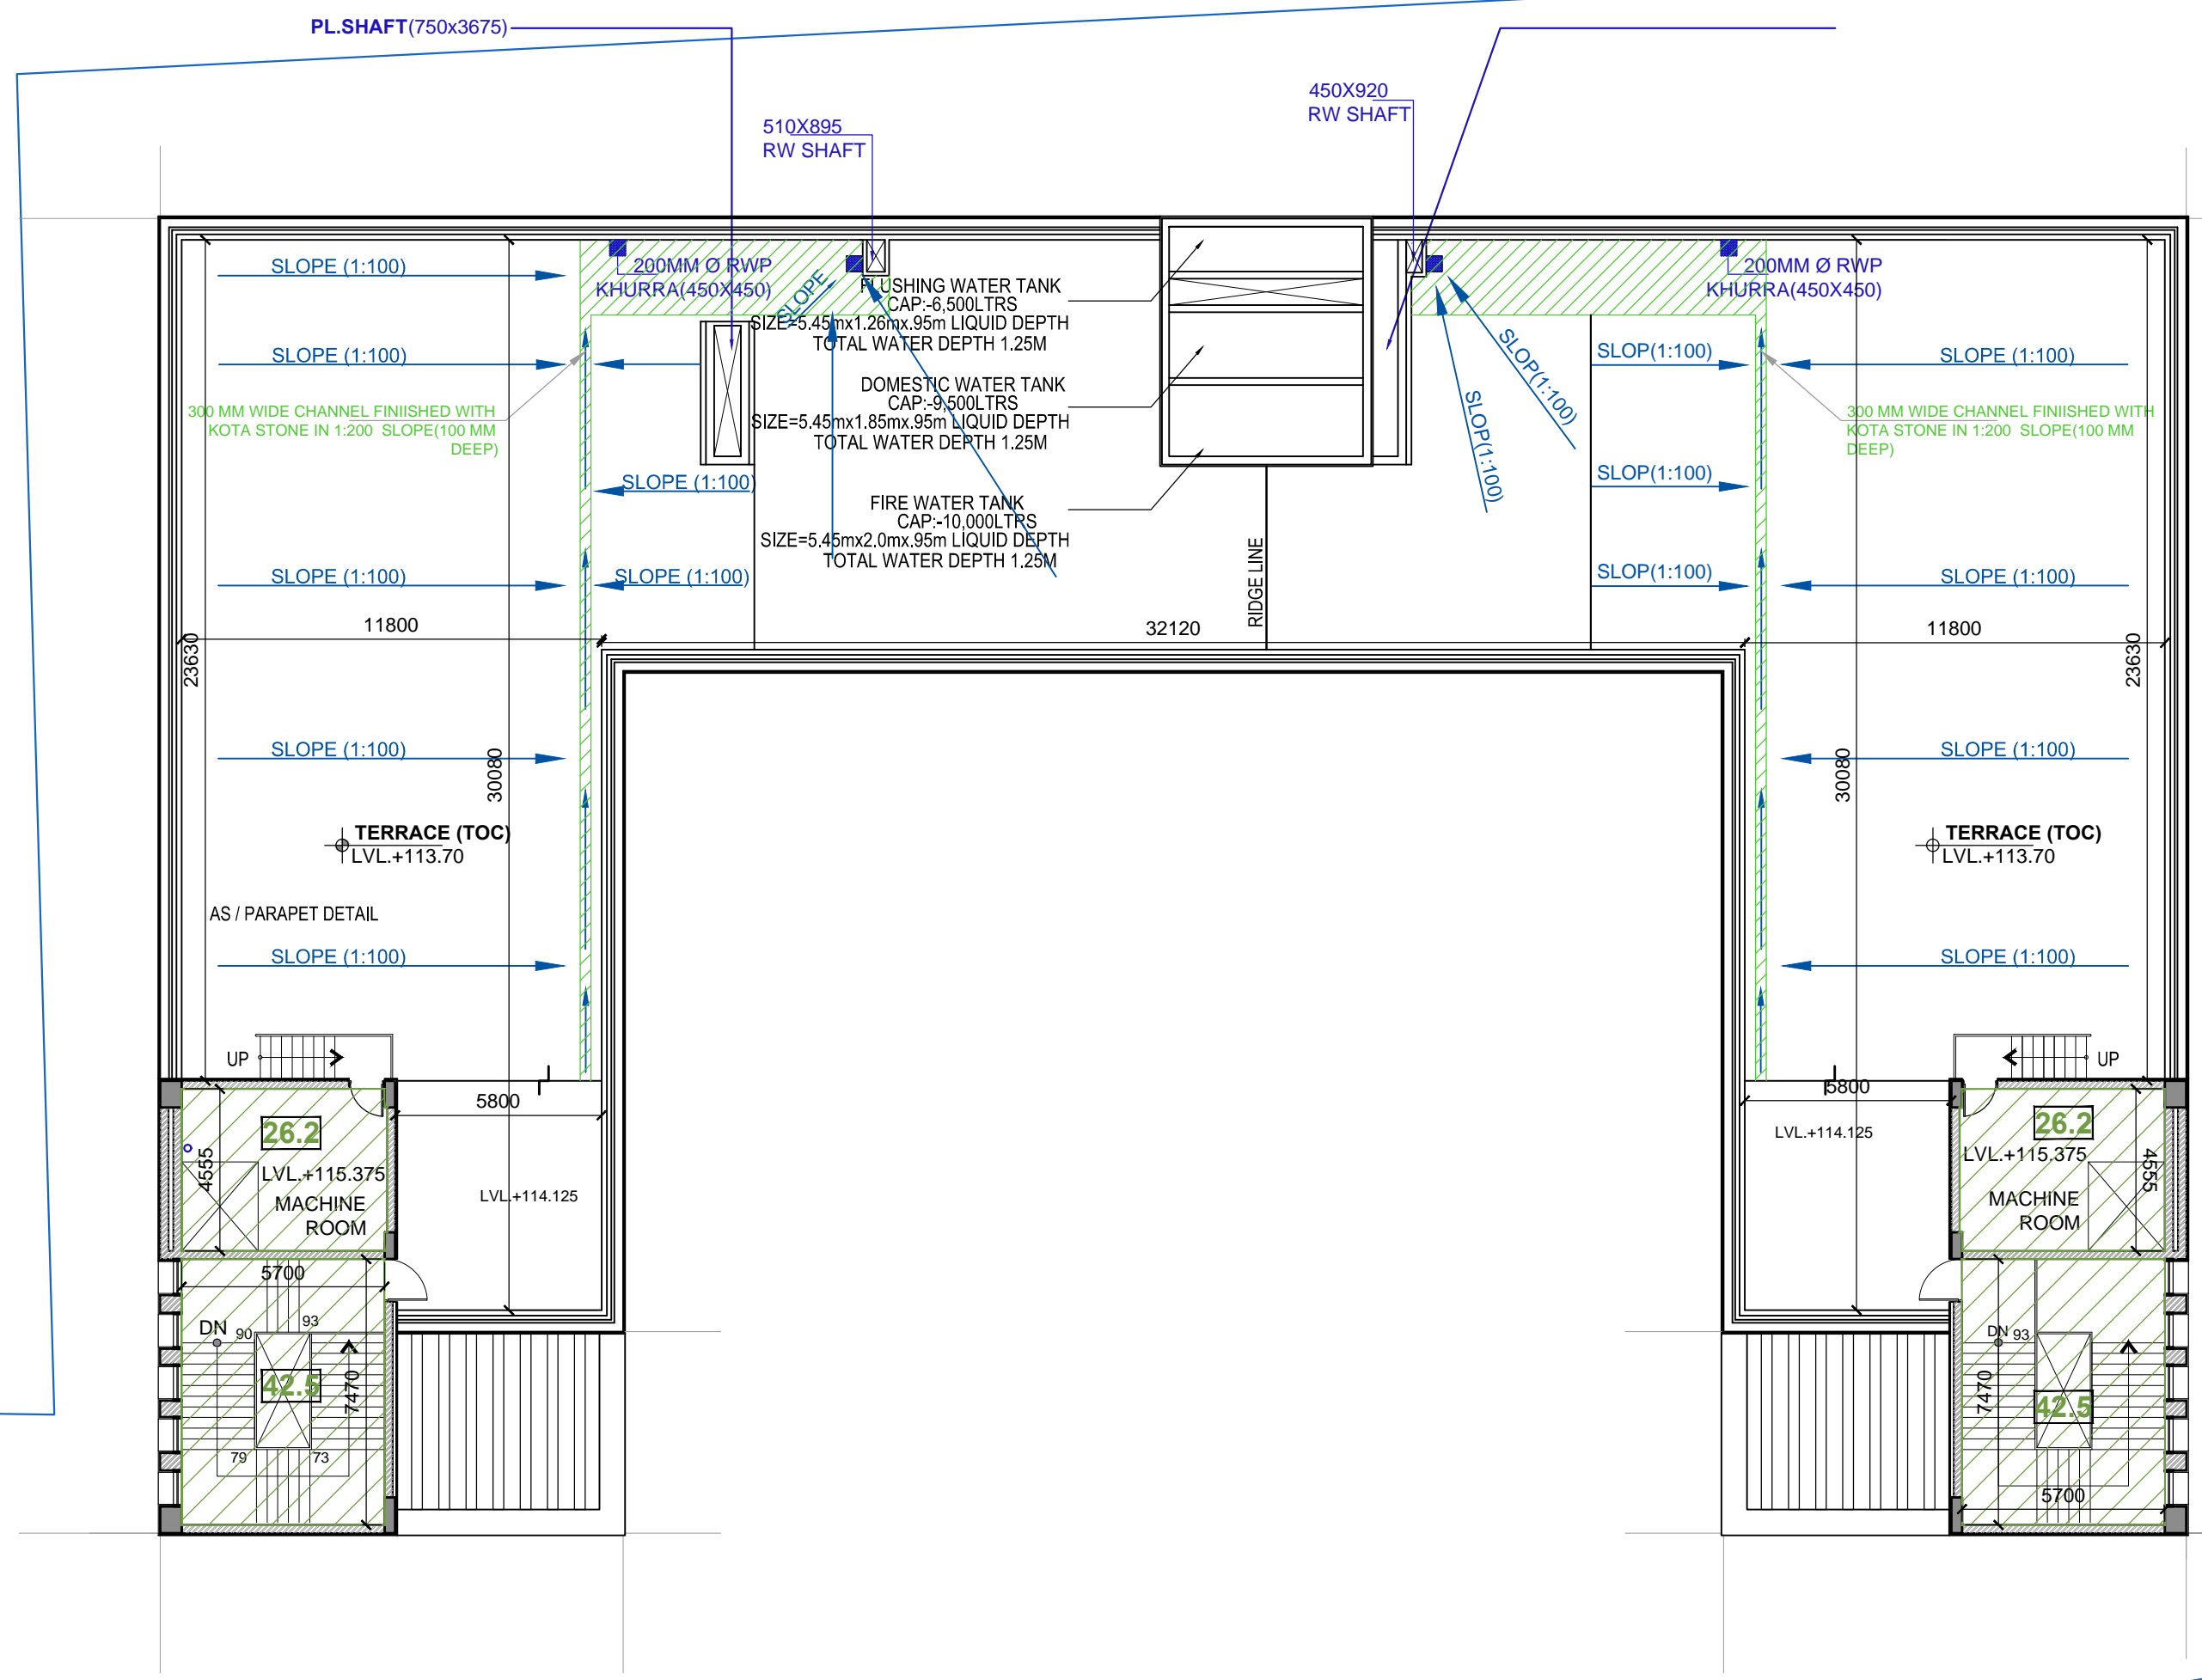 PL.SHAFT(750x3675)
510X895
RW SHAFT
450X920
RW SHAFT
SLOPE (1:100)
200MM Ø RWP
KHURRA(450X450)
SLOPE
FLUSHING WATER TANK
CAP:-6,500LTRS
SIZE=5.45mx1.26mx.95m LIQUID DEPTH
TOTAL WATER DEPTH 1.25M
200MM Ø RWP
KHURRA(450X450)
SLOPE (1:100)
SLOP(1:100)
SLOP(1:100)
SLOP(1:100)
SLOPE (1:100)
DOMESTIC WATER TANK
CAP:-9,500LTRS
SIZE=5.45mx1.85mx.95m LIQUID DEPTH
TOTAL WATER DEPTH 1.25M
300 MM WIDE CHANNEL FINIISHED WITH
KOTA STONE IN 1:200 SLOPE(100 MM
DEEP)
300 MM WIDE CHANNEL FINIISHED WITH
KOTA STONE IN 1:200 SLOPE(100 MM
DEEP)
SLOPE (1:100)
SLOP(1:100)
FIRE WATER TANK
CAP:-10,000LTRS
SIZE=5.45mx2.0mx.95m LIQUID DEPTH
TOTAL WATER DEPTH 1.25M
RIDGE LINE
SLOPE (1:100)
SLOPE (1:100)
SLOP(1:100)
SLOPE (1:100)
11800
32120
11800
23630
23630
SLOPE (1:100)
30080
30080
SLOPE (1:100)
TERRACE (TOC)
LVL.+113.70
TERRACE (TOC)
LVL.+113.70
AS / PARAPET DETAIL
SLOPE (1:100)
SLOPE (1:100)
UP
UP
5800
5800
26.2
4555
LVL.+115.375
MACHINE
ROOM
LVL.+114.125
LVL.+114.125
26.2
LVL.+115.375
4555
MACHINE
ROOM
5700
DN
90
93
42.5
7470
79
73
DN
93
7470
42.5
5700